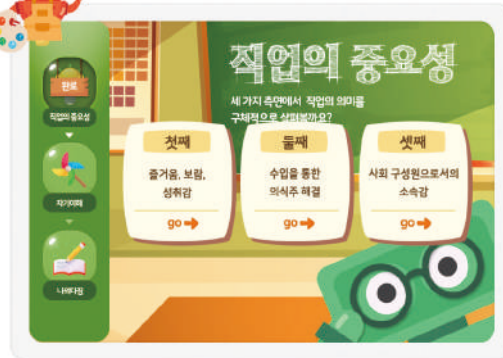 직업의 중요성
세 가지 측면에서 직업의 의미를
구체적으로 살펴볼까요?
완료
직업의 중요성
자기이해
나의다짐
첫째
즐거움, 보람,
성취감
go
둘째
수입을 통한
의식주 해결
go
셋째
사회 구성원으로서의
소속감
go